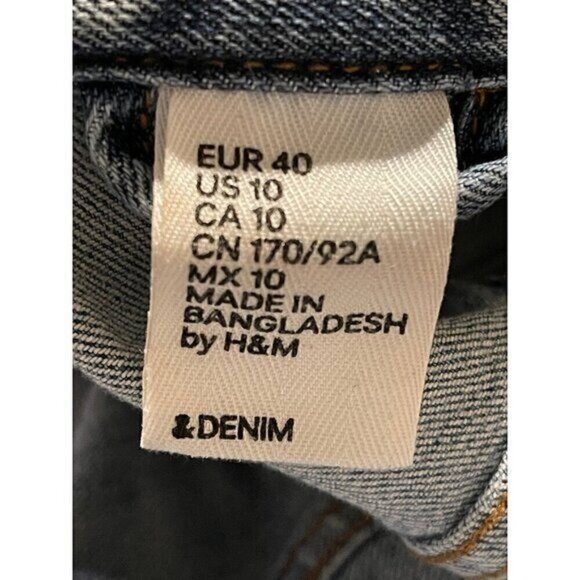 EUR 40
US 10
CA 10
CN 170/92A
MX 10
MADE IN
BANGLADESH
by H&M
&DENIM